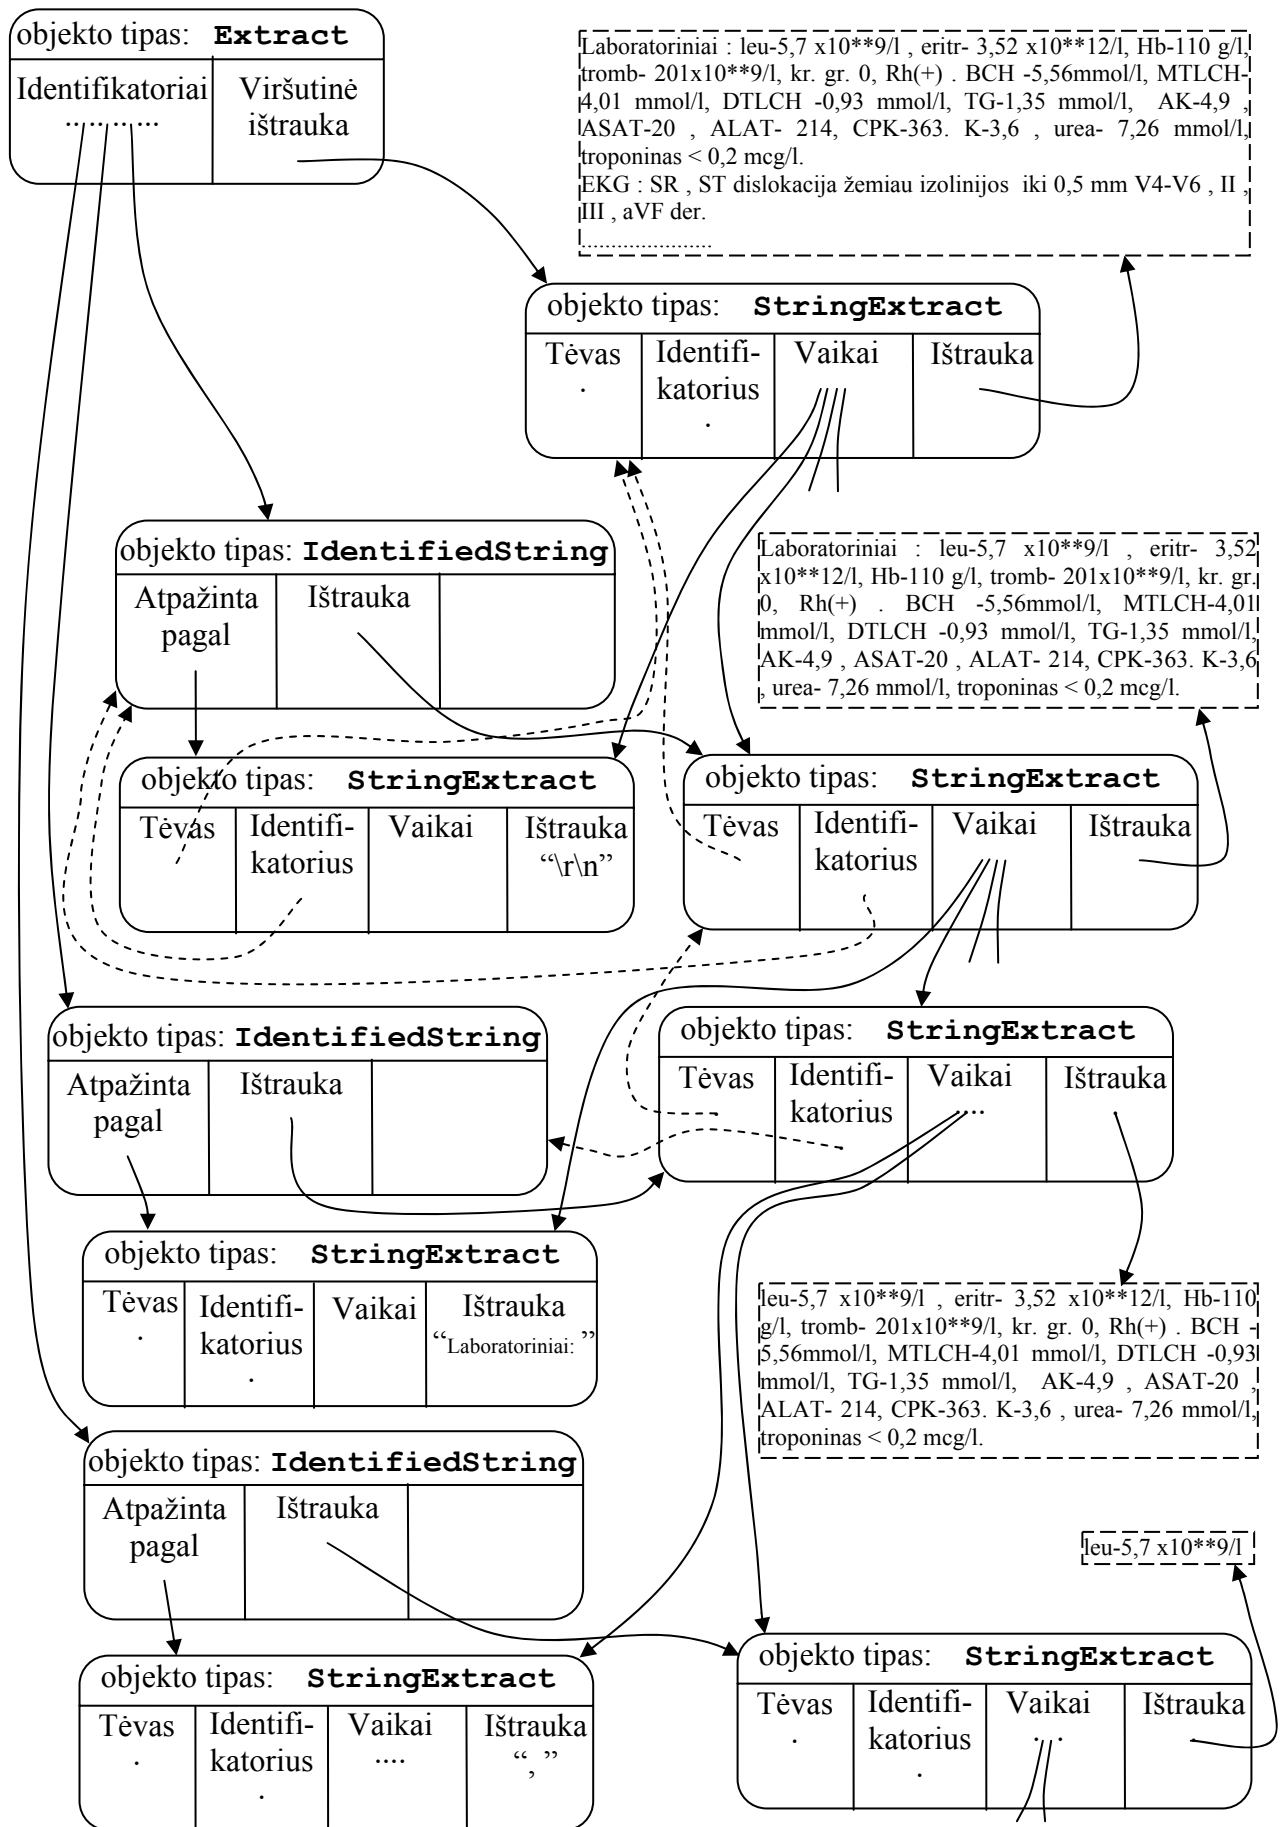 objekto tipas: Extract
Identifikatoriai
............
Viršutinė
ištrauka
Laboratoriniai : leu-5,7 x10**9/l , eritr- 3,52 x10**12/l, Hb-110 g/l,
tromb- 201x10**9/l, kr. gr. 0, Rh(+) . BCH -5,56mmol/l, MTLCH-
4,01 mmol/l, DTLCH -0,93 mmol/l, TG-1,35 mmol/l, AK-4,9 ,
ASAT-20 , ALAT- 214, CPK-363. K-3,6 , urea- 7,26 mmol/l,
troponinas < 0,2 mcg/l.
EKG : SR , ST dislokacija žemiau izolinijos iki 0,5 mm V4-V6 , II ,
III , aVF der.
......................
objekto tipas: StringExtract
Tėvas
.
Identifi-
katorius
.
Vaikai
Ištrauka
objekto tipas: IdentifiedString
Atpažinta
pagal
Ištrauka
Laboratoriniai : leu-5,7 x10**9/l , eritr- 3,52
x10**12/l, Hb-110 g/l, tromb- 201x10**9/l, kr. gr.
0, Rh(+) . BCH -5,56mmol/l, MTLCH-4,01
mmol/l, DTLCH -0,93 mmol/l, TG-1,35 mmol/l,
AK-4,9 , ASAT-20 , ALAT- 214, CPK-363. K-3,6
, urea- 7,26 mmol/l, troponinas < 0,2 mcg/l.
objekto tipas: StringExtract
Tėvas
Identifi-
katorius
Vaikai
Ištrauka
“\r\n”
objekto tipas: StringExtract
Tėvas
Identifi-
katorius
Vaikai
Ištrauka
objekto tipas: IdentifiedString
Atpažinta
pagal
Ištrauka
objekto tipas: StringExtract
Tėvas
.
Identifi-
katorius
.
Vaikai
....
Ištrauka
.
objekto tipas: StringExtract
Tėvas
.
Identifi-
katorius
.
Vaikai
Ištrauka
“Laboratoriniai: ”
leu-5,7 x10**9/l , eritr- 3,52 x10**12/l, Hb-110
g/l, tromb- 201x10**9/l, kr. gr. 0, Rh(+) . BCH -
5,56mmol/l, MTLCH-4,01 mmol/l, DTLCH -0,93
mmol/l, TG-1,35 mmol/l, AK-4,9 , ASAT-20 ,
ALAT- 214, CPK-363. K-3,6 , urea- 7,26 mmol/l,
troponinas < 0,2 mcg/l.
objekto tipas: IdentifiedString
Atpažinta
pagal
Ištrauka
leu-5,7 x10**9/l
objekto tipas: StringExtract
Tėvas
.
Identifi-
katorius
.
Vaikai
....
Ištrauka
“, ”
objekto tipas: StringExtract
Tėvas
.
Identifi-
katorius
.
Vaikai
. .
Ištrauka
.